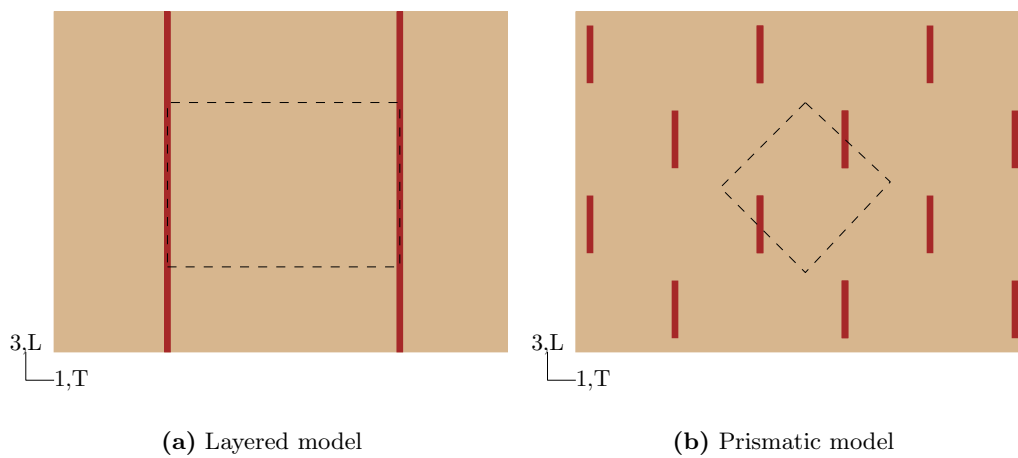 3,L
1,T
3,L
1,T
(a) Layered model
(b) Prismatic model